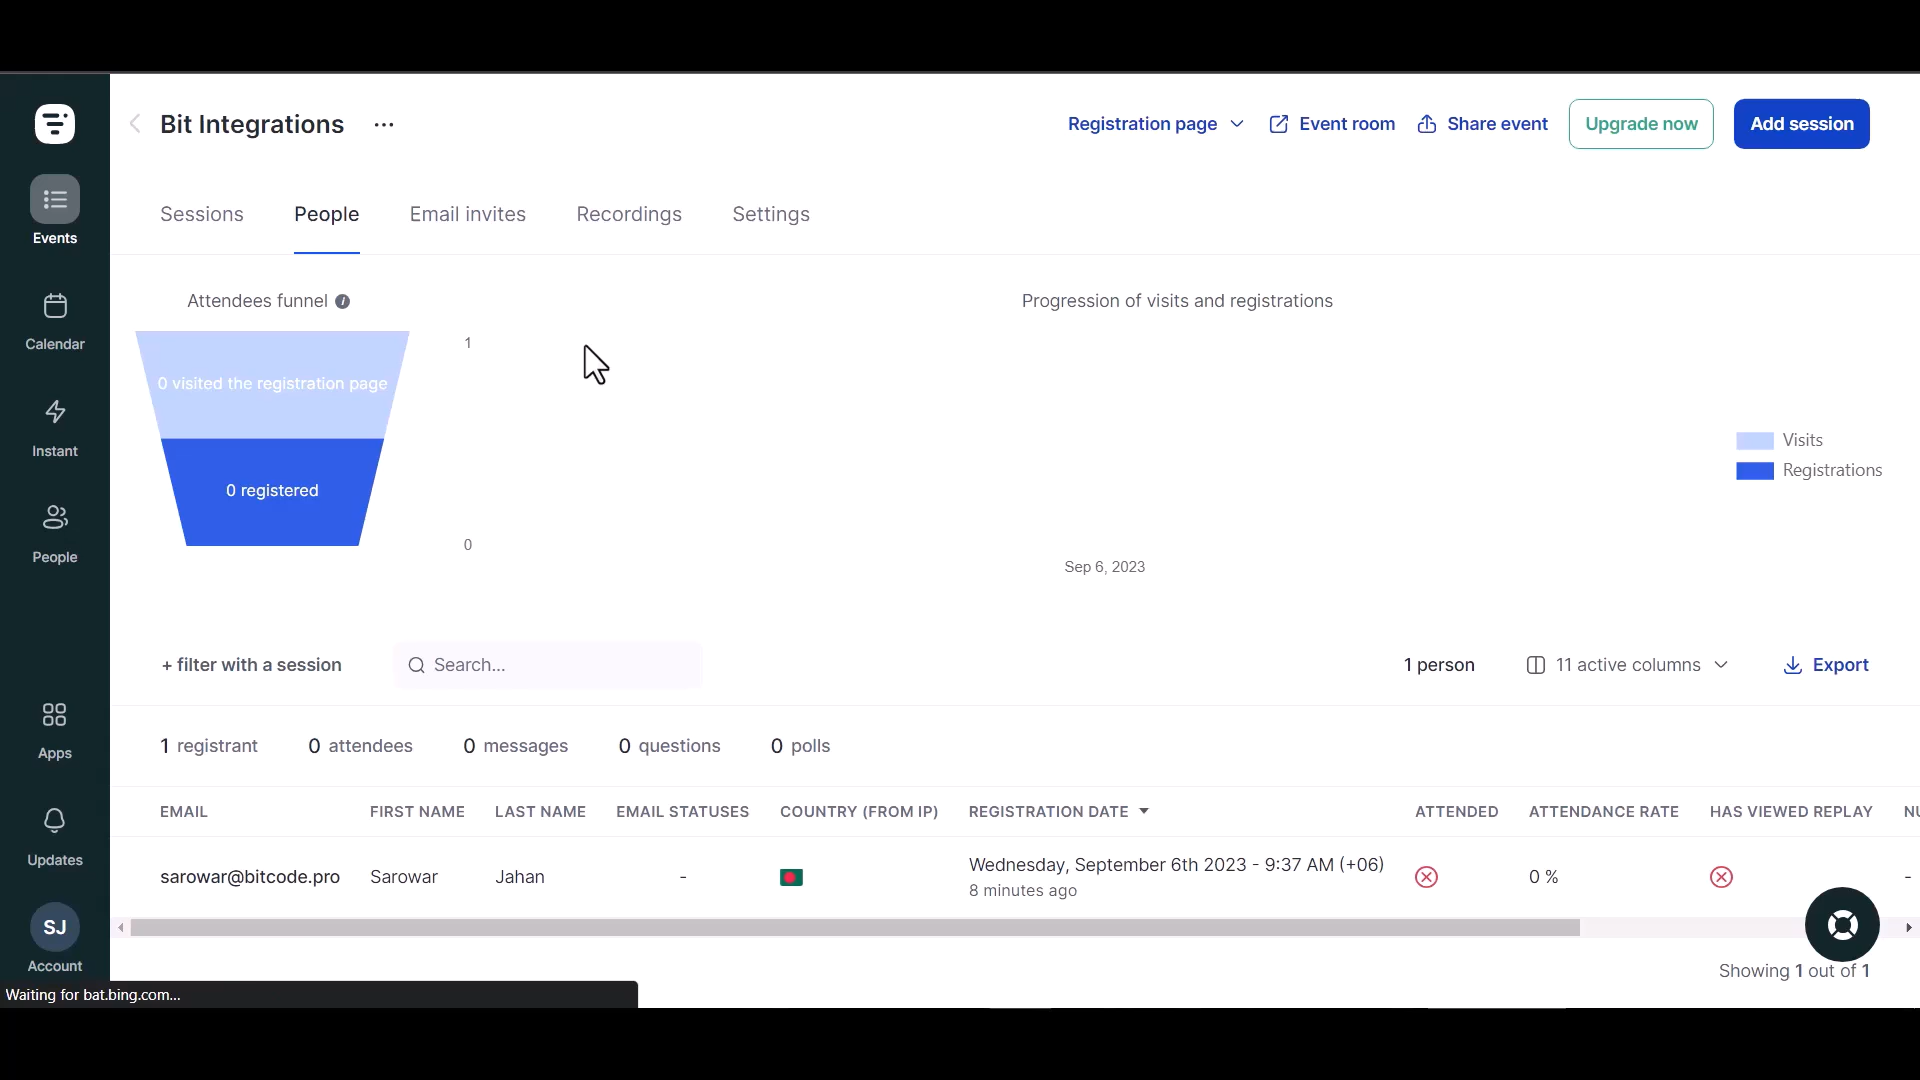 Bit Integrations ...
Registration page
Event room
Share event
Upgrade now
Add session
Events
Calendar
Instant
People
Apps
Updates
SJ
Account
Sessions
People
Email invites
Recordings
Settings
Attendees funnel
0 visited the registration page
0 registered
Progression of visits and registrations
1
0
Sep 6, 2023
Visits
Registrations
+ filter with a session
Search...
1 person
11 active columns
Export
1 registrant
0 attendees
0 messages
0 questions
0 polls
EMAIL FIRST NAME LAST NAME EMAIL STATUSES COUNTRY (FROM IP) REGISTRATION DATE ATTENDED ATTENDANCE RATE HAS VIEWED REPLAY NU
sarowar@bitcode.pro Sarowar Jahan - Wednesday, September 6th 2023 - 9:37 AM (+06) 0 % -
8 minutes ago
Showing 1 out of 1
Waiting for bat.bing.com...